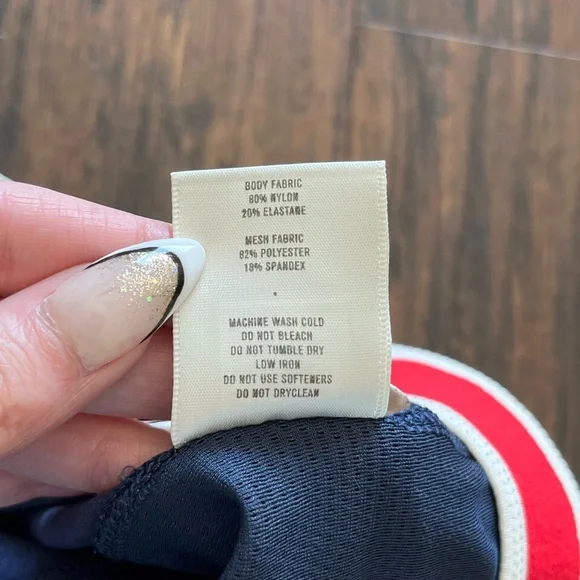 BODY FABRIC
80% NYLON
20% ELASTANE
MESH FABRIC
82% POLYESTER
18% SPANDEX
MACHINE WASH COLD
DO NOT BLEACH
DO NOT TUMBLE DRY
LOW IRON
DO NOT USE SOFTENERS
DO NOT DRYCLEAN